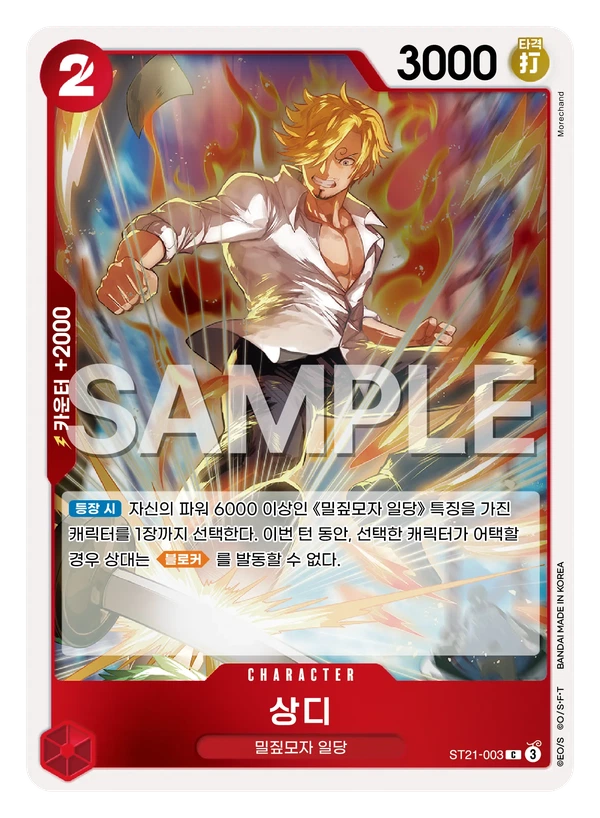 2
3000
타격
打
Morechand
카운터 +2000
SAMPLE
등장 시 자신의 파워 6000 이상인 《밀짚모자 일당》 특징을 가진
캐릭터를 1장까지 선택한다. 이번 턴 동안, 선택한 캐릭터가 어택할
경우 상대는 블로커 를 발동할 수 없다.
©EO/S ©O/S·F·T BANDAI MADE IN KOREA
CHARACTER
상디
밀짚모자 일당
ST21-003 C 3